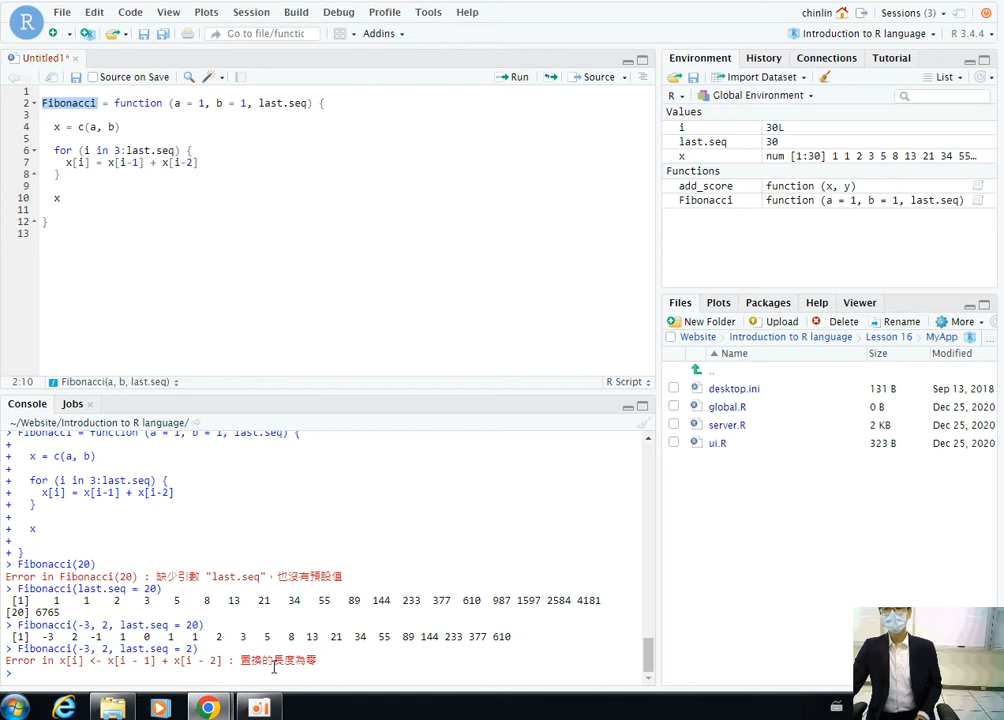 File Edit Code View Plots Session Build Debug Profile Tools Help
chinlin Sessions (3)
Go to file/functic Addins
Introduction to R language R 3.4.4
Untitled1*
Source on Save Run Source
1
2 Fibonacci = function (a = 1, b = 1, last.seq) {
3
4 x = c(a, b)
5
6 for (i in 3:last.seq) {
7 x[i] = x[i-1] + x[i-2]
8 }
9
10 x
11
12 }
13
2:10 Fibonacci(a, b, last.seq) R Script
Console Jobs
~/Website/Introduction to R language/
> Fibonacci = function (a = 1, b = 1, last.seq) {
+
+ x = c(a, b)
+
+ for (i in 3:last.seq) {
+ x[i] = x[i-1] + x[i-2]
+ }
+
+ x
+
+ }
> Fibonacci(20)
Error in Fibonacci(20) : 缺少引數 "last.seq",也沒有預設值
> Fibonacci(last.seq = 20)
[1] 1 1 2 3 5 8 13 21 34 55 89 144 233 377 610 987 1597 2584 4181
[20] 6765
> Fibonacci(-3, 2, last.seq = 20)
[1] -3 2 -1 1 0 1 1 2 3 5 8 13 21 34 55 89 144 233 377 610
> Fibonacci(-3, 2, last.seq = 2)
Error in x[i] <- x[i - 1] + x[i - 2] : 置換的長度為零
>
Environment History Connections Tutorial
Import Dataset List
R Global Environment
Values
i 30L
last.seq 30
x num [1:30] 1 1 2 3 5 8 13 21 34 55…
Functions
add_score function (x, y)
Fibonacci function (a = 1, b = 1, last.seq)
Files Plots Packages Help Viewer
New Folder Upload Delete Rename More
Website Introduction to R language Lesson 16 MyApp ...
Name Size Modified
..
desktop.ini 131 B Sep 13, 2018
global.R 0 B Dec 25, 2020
server.R 2 KB Dec 25, 2020
ui.R 323 B Dec 25, 2020